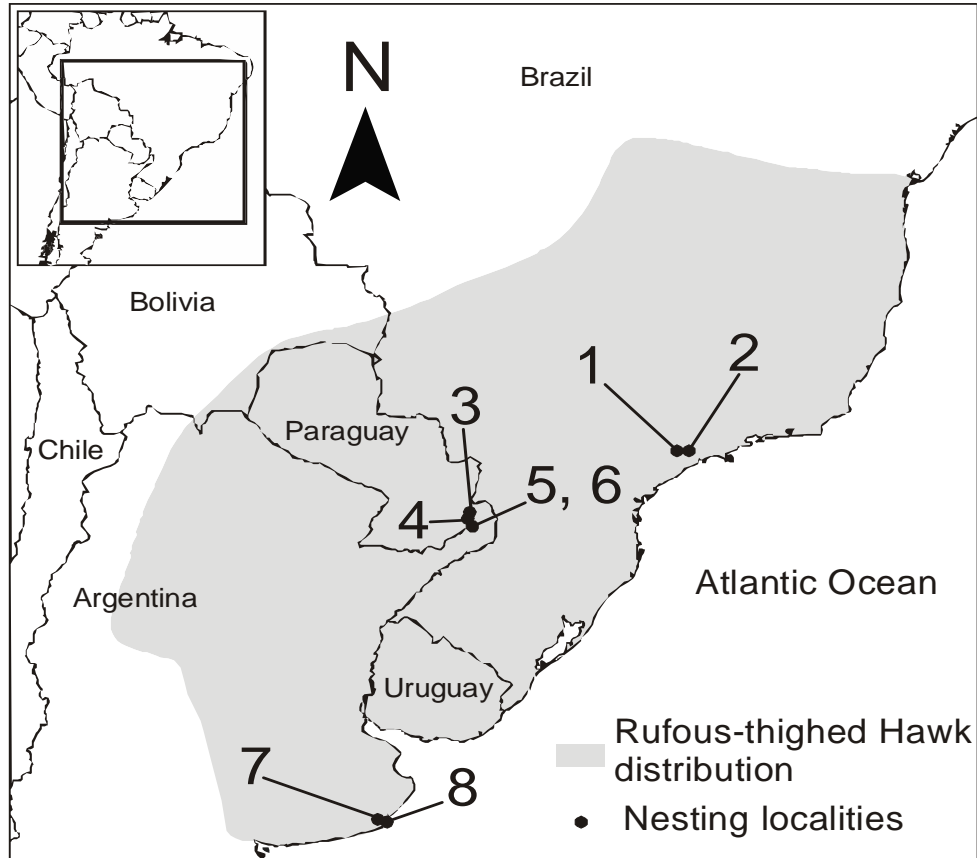 N
Brazil
Bolivia
1
2
3
Paraguay
Chile
5, 6
4
Atlantic Ocean
Argentina
Uruguay
Rufous-thighed Hawk
distribution
7
8
Nesting localities